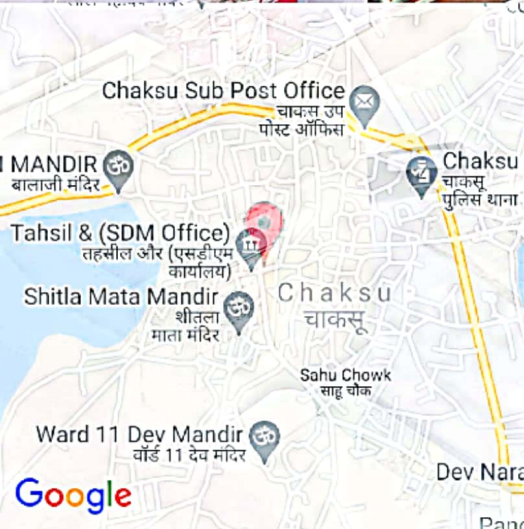 Chaksu Sub Post Office
चाकसू उप
पोस्ट ऑफिस
MANDIR
बालाजी मंदिर
Chaksu
चाकसू
पुलिस थाना
Tahsil & (SDM Office)
तहसील और (एसडीएम
कार्यालय)
Shitla Mata Mandir
शीतला
माता मंदिर
Chaksu
चाकसू
Sahu Chowk
साहू चौक
Ward 11 Dev Mandir
वॉर्ड 11 देव मंदिर
Dev Nara
Google